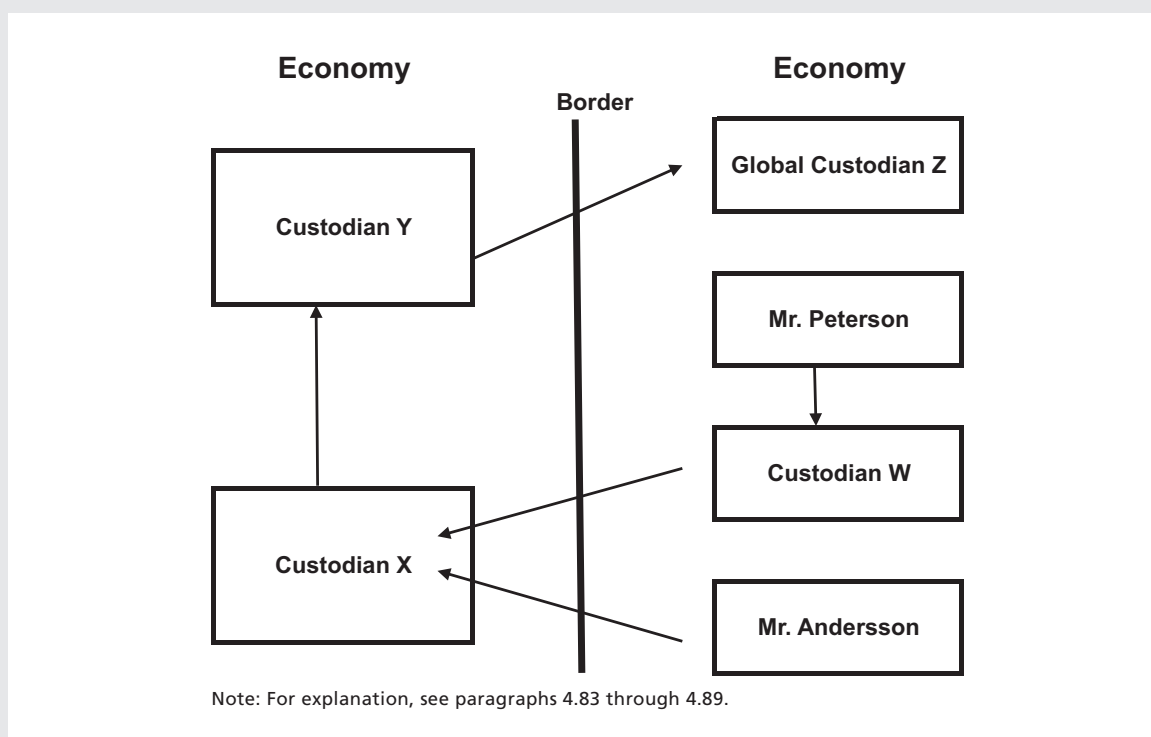 Economy
Economy
Border
Global Custodian Z
Custodian Y
Mr. Peterson
Custodian W
Custodian X
Mr. Andersson
Note: For explanation, see paragraphs 4.83 through 4.89.